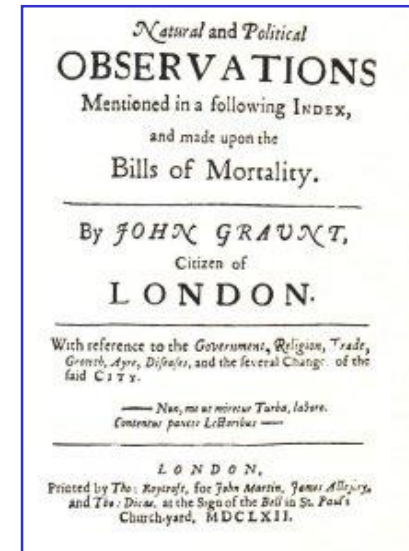 Natural and Political
OBSERVATIONS
Mentioned in a following INDEX,
and made upon the
Bills of Mortality.
By JOHN GRAUNT,
Citizen of
LONDON.
With reference to the Government, Religion, Trade,
Growth, Ayre, Diseases, and the several Changes of the
said CITY.
—— Non, me ut miretur Turba, laboro.
Contentus paucis Lectoribus ——
LONDON,
Printed by Tho: Roycroft, for John Martin, James Allestry,
and Tho: Dicas, at the Sign of the Bell in St. Paul's
Church-yard, MDCLXII.